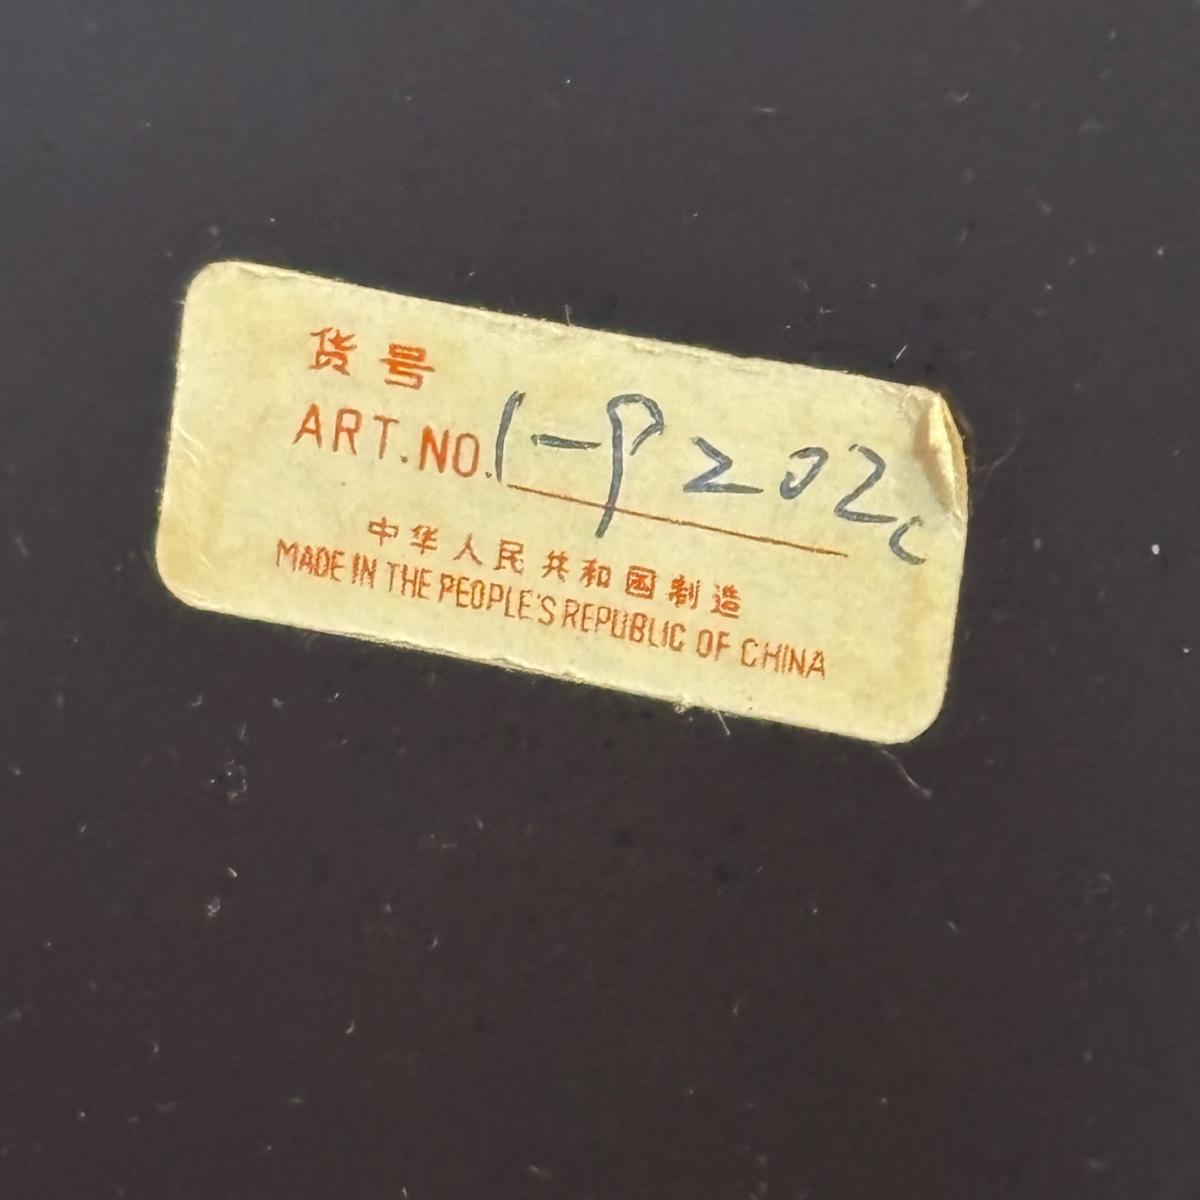 货号
ART.NO. 1-P202c
中华人民共和国制造
MADE IN THE PEOPLE'S REPUBLIC OF CHINA